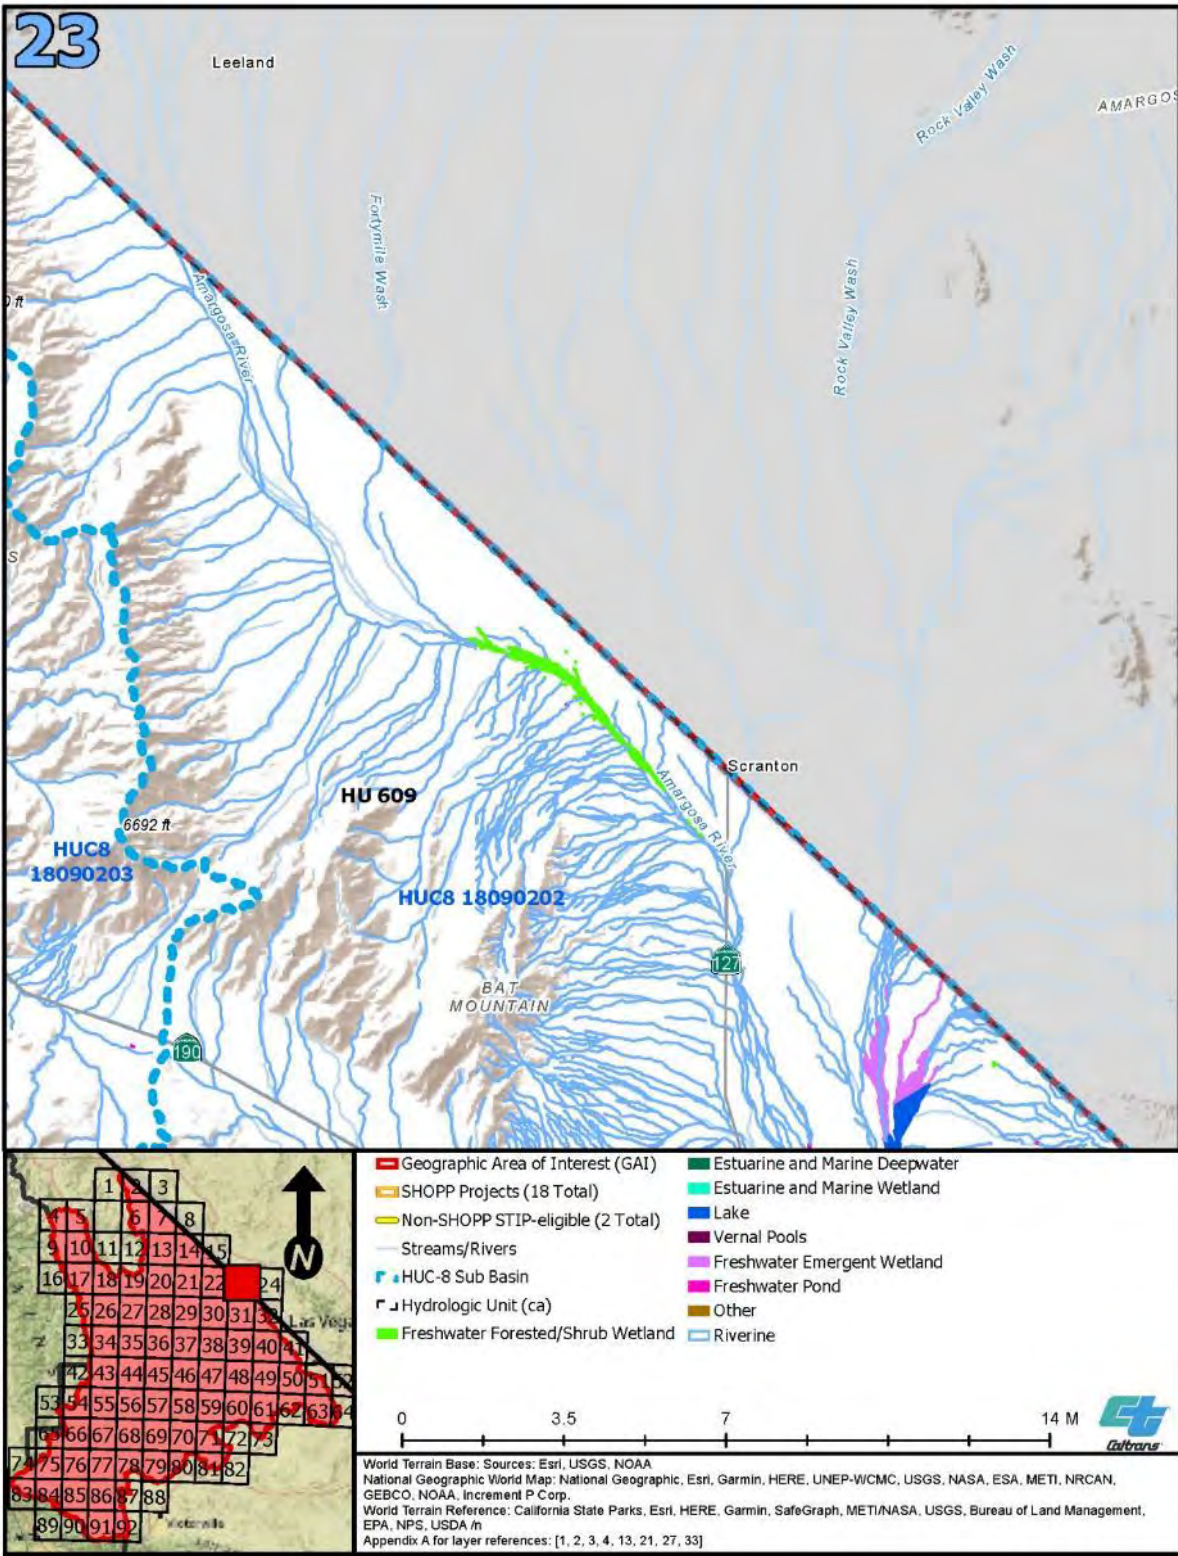 23
Leeland
Rock Valley Wash
AMARGOS
Fortymile Wash
Amargosa River
Rock Valley Wash
0 ft
S
Scranton
Amargosa River
HU 609
6692 ft
HUC8
18090203
HUC8 18090202
127
BAT
MOUNTAIN
190
1 2 3
4 5 6 7 8
9 10 11 12 13 14 15
16 17 18 19 20 21 22 24
25 26 27 28 29 30 31 32
Las Vega
33 34 35 36 37 38 39 40 41
42 43 44 45 46 47 48 49 50 51 52
53 54 55 56 57 58 59 60 61 62 63 64
65 66 67 68 69 70 71 72 73
74 75 76 77 78 79 80 81 82
83 84 85 86 87 88
Victorville
89 90 91 92
N
Geographic Area of Interest (GAI)
SHOPP Projects (18 Total)
Non-SHOPP STIP-eligible (2 Total)
Streams/Rivers
HUC-8 Sub Basin
Hydrologic Unit (ca)
Freshwater Forested/Shrub Wetland
Estuarine and Marine Deepwater
Estuarine and Marine Wetland
Lake
Vernal Pools
Freshwater Emergent Wetland
Freshwater Pond
Other
Riverine
0 3.5 7 14 M
Caltrans
World Terrain Base: Sources: Esri, USGS, NOAA
National Geographic World Map: National Geographic, Esri, Garmin, HERE, UNEP-WCMC, USGS, NASA, ESA, METI, NRCAN,
GEBCO, NOAA, Increment P Corp.
World Terrain Reference: California State Parks, Esri, HERE, Garmin, SafeGraph, METI/NASA, USGS, Bureau of Land Management,
EPA, NPS, USDA /n
Appendix A for layer references: [1, 2, 3, 4, 13, 21, 27, 33]